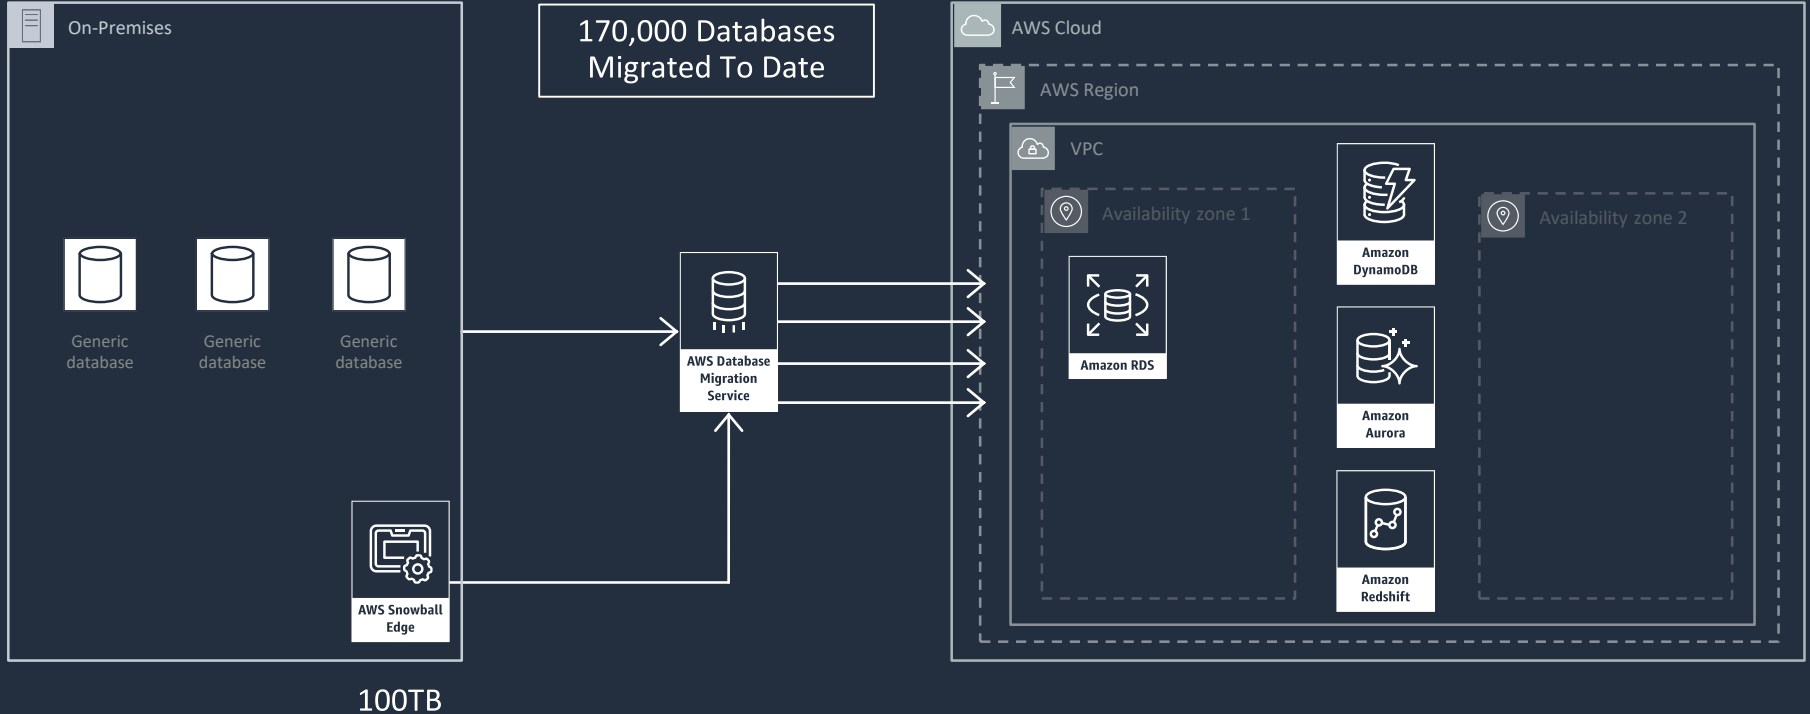 On-Premises
170,000 Databases
Migrated To Date
AWS Cloud
AWS Region
VPC
Availability zone 1
Availability zone 2
Amazon
DynamoDB
Generic
database
Generic
database
Generic
database
AWS Database
Migration
Service
Amazon RDS
Amazon
Aurora
Amazon
Redshift
AWS Snowball
Edge
100TB